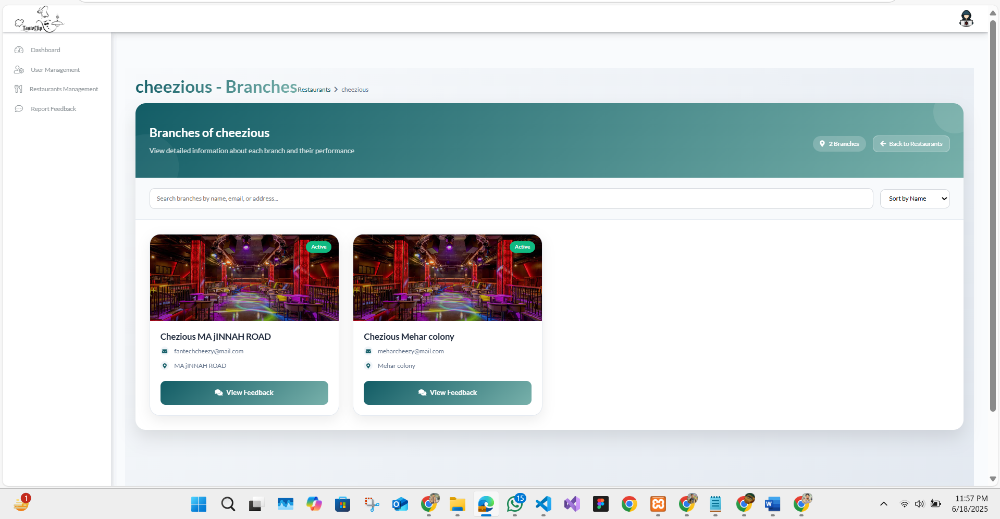 TasteClip
Dashboard
User Management
Restaurants Management
Report Feedback
cheezious - Branches
Restaurants
cheezious
Branches of cheezious
View detailed information about each branch and their performance
2 Branches
Back to Restaurants
Search branches by name, email, or address...
Sort by Name
Active
Chezious MA jINNAH ROAD
fantechcheezy@mail.com
MA jINNAH ROAD
View Feedback
Active
Chezious Mehar colony
meharcheezy@mail.com
Mehar colony
View Feedback
1
15
11:57 PM
6/18/2025